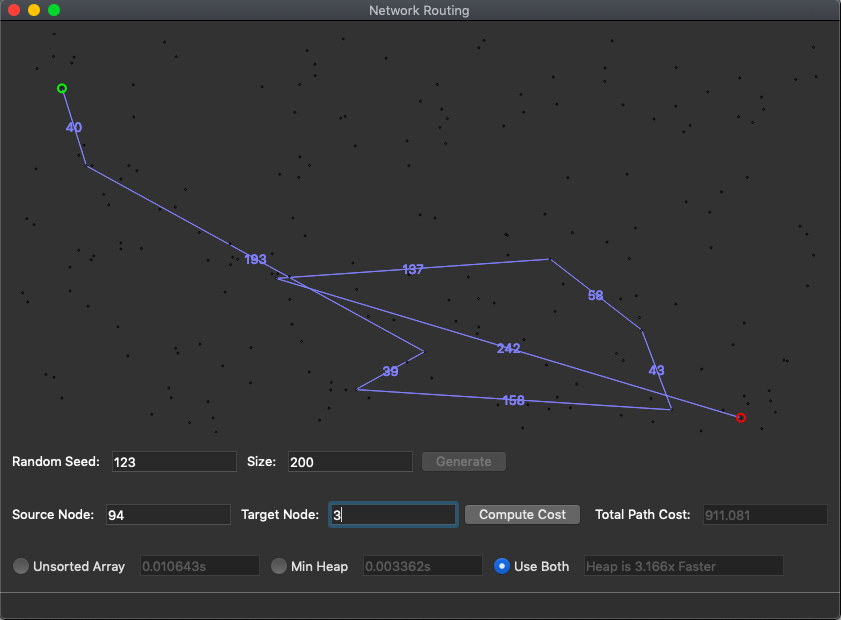 Network Routing
40
193
137
58
242
39
43
158
Random Seed: 123 Size: 200 Generate
Source Node: 94 Target Node: 3 Compute Cost Total Path Cost: 911.081
Unsorted Array 0.010643s Min Heap 0.003362s Use Both Heap is 3.166x Faster